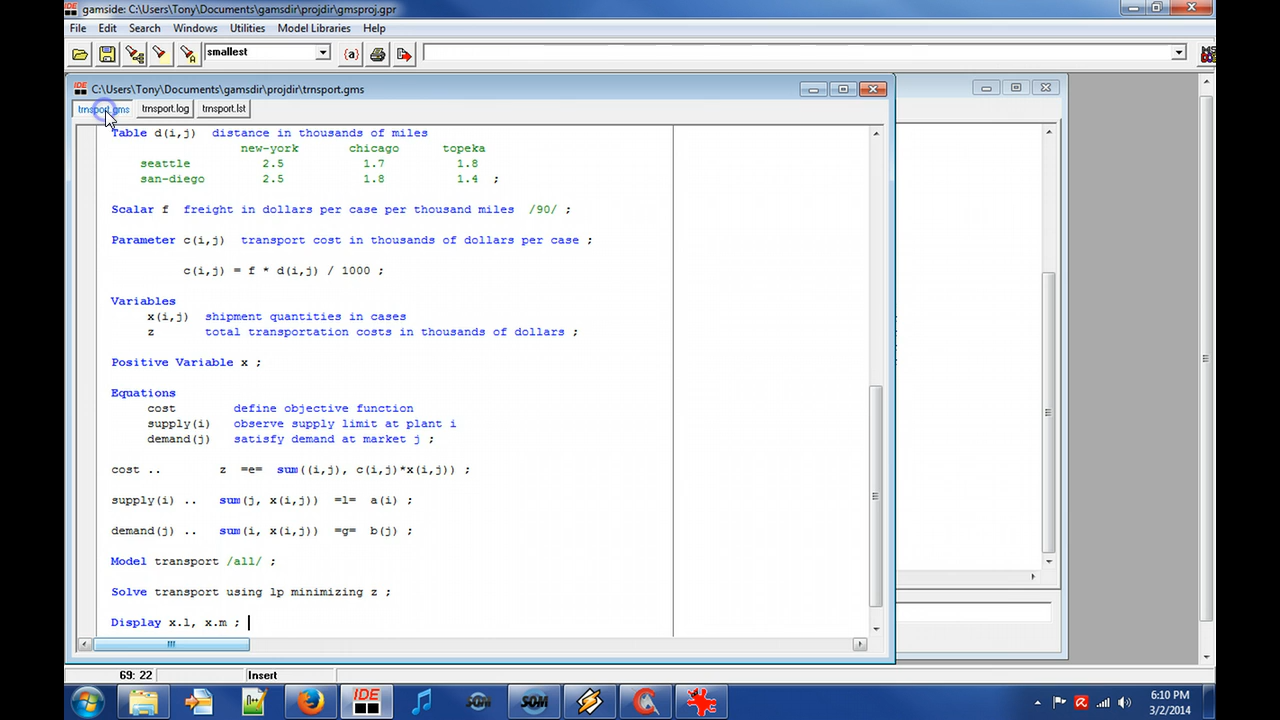 gamside: C:\Users\Tony\Documents\gamsdir\projdir\gmsproj.gpr
File Edit Search Windows Utilities Model Libraries Help
smallest {a}
IDE C:\Users\Tony\Documents\gamsdir\projdir\trnsport.gms
trnsport.gms trnsport.log trnsport.lst
Table d(i,j) distance in thousands of miles
new-york chicago topeka
seattle 2.5 1.7 1.8
san-diego 2.5 1.8 1.4 ;
Scalar f freight in dollars per case per thousand miles /90/ ;
Parameter c(i,j) transport cost in thousands of dollars per case ;
c(i,j) = f * d(i,j) / 1000 ;
Variables
x(i,j) shipment quantities in cases
z total transportation costs in thousands of dollars ;
Positive Variable x ;
Equations
cost define objective function
supply(i) observe supply limit at plant i
demand(j) satisfy demand at market j ;
cost .. z =e= sum((i,j), c(i,j)*x(i,j)) ;
supply(i) .. sum(j, x(i,j)) =l= a(i) ;
demand(j) .. sum(i, x(i,j)) =g= b(j) ;
Model transport /all/ ;
Solve transport using lp minimizing z ;
Display x.l, x.m ;
69: 22 Insert
IDE
6:10 PM
3/2/2014